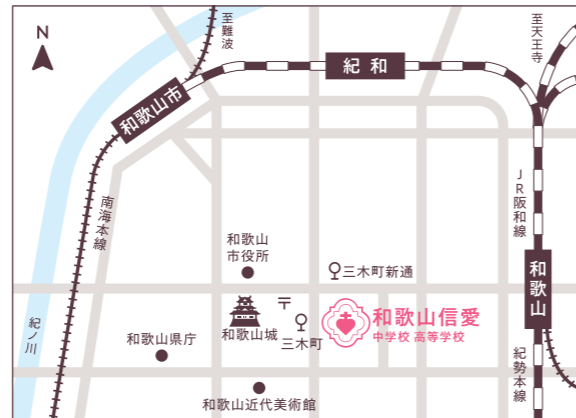 N
至難波
至天王寺
紀和
和歌山市
南海本線
JR阪和線
和歌山
市役所
三木町新通
和歌山
〒
和歌山信愛
中学校 高等学校
和歌山城
三木町
紀ノ川
和歌山県庁
紀勢本線
和歌山近代美術館